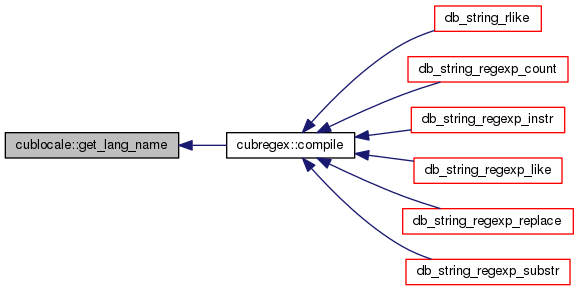 db_string_rlike
db_string_regexp_count
db_string_regexp_instr
cublocale::get_lang_name
cubregex::compile
db_string_regexp_like
db_string_regexp_replace
db_string_regexp_substr